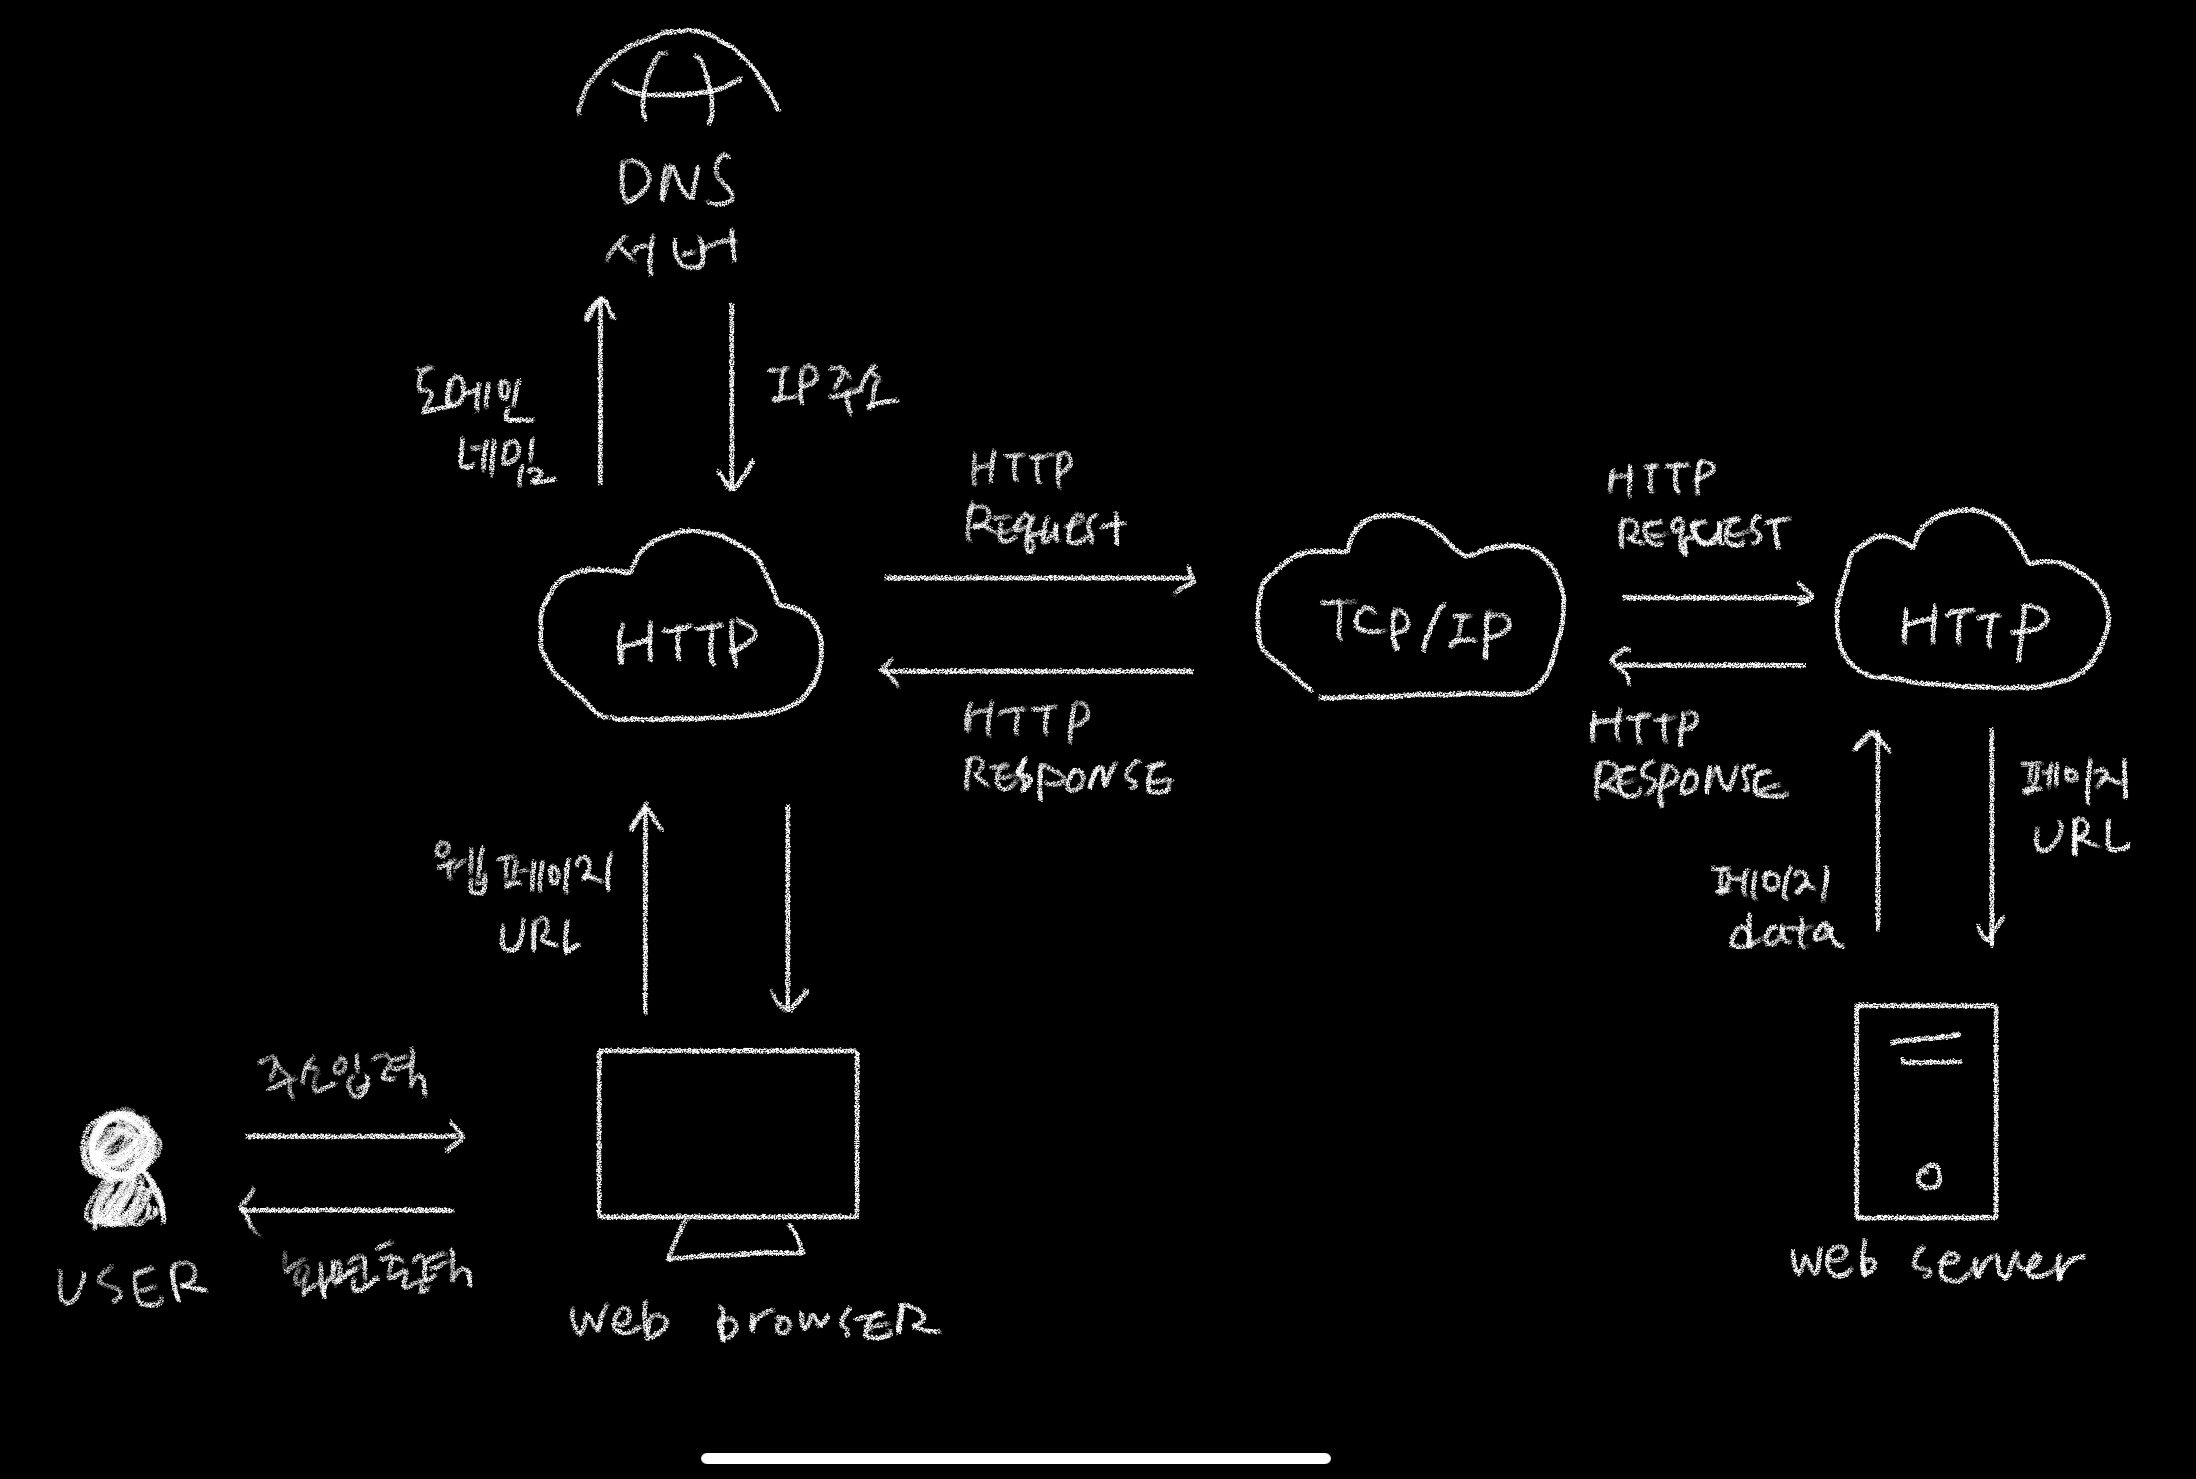 DNS
서버
도메인
네임
IP주소
HTTP
Request
HTTP
REQUEST
HTTP
TCP/IP
HTTP
HTTP
RESPONSE
HTTP
RESPONSE
페이지
URL
웹페이지
URL
페이지
data
주소입력
화면출력
USER
web browsER
web server